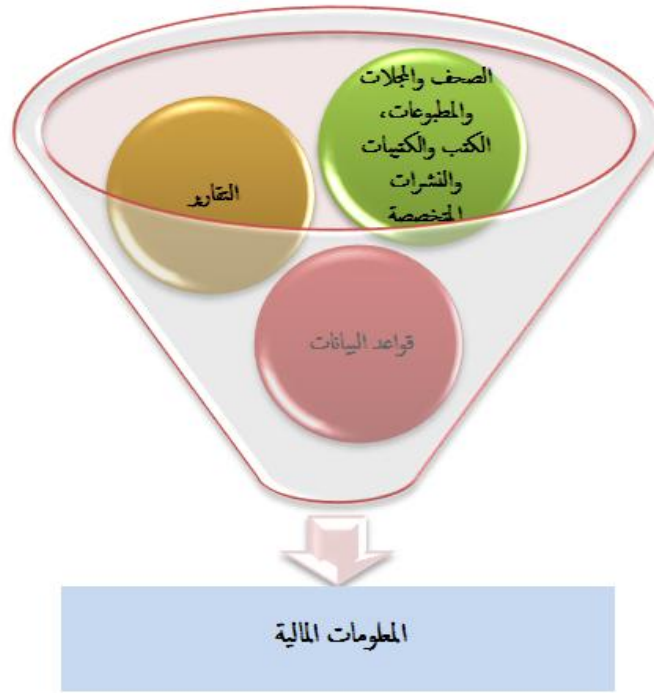 الصحف والمجلات
والمطبوعات،
الكتب والكتيبات
والنشرات
المتخصصة
التقارير
قواعد البيانات
المعلومات المالية